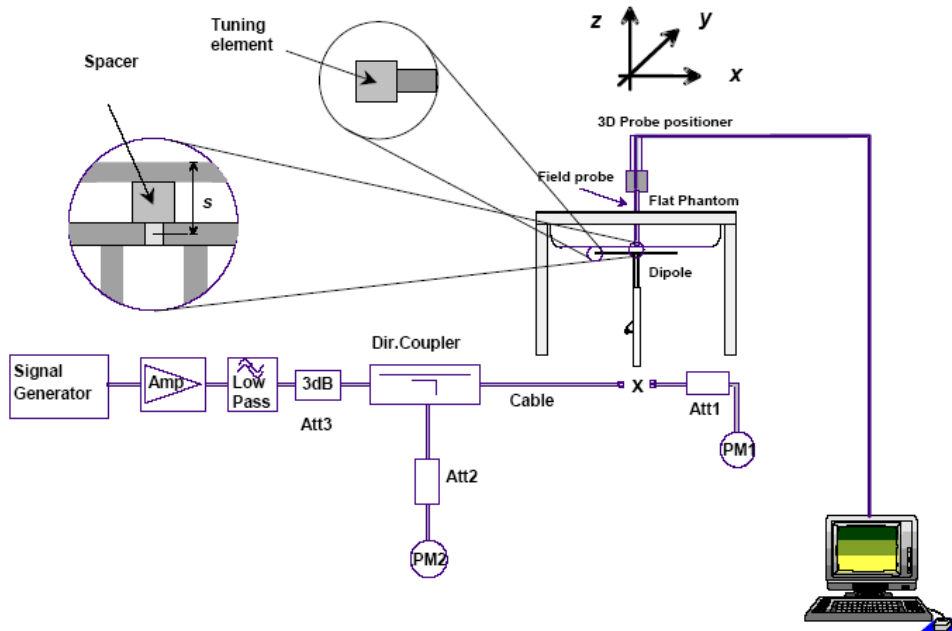 Tuning
element
Spacer
z
y
x
3D Probe positioner
Field probe
Flat Phantom
s
Dipole
Dir.Coupler
Signal
Generator
Amp
Low
Pass
3dB
Att3
Cable
x
Att1
PM1
Att2
PM2